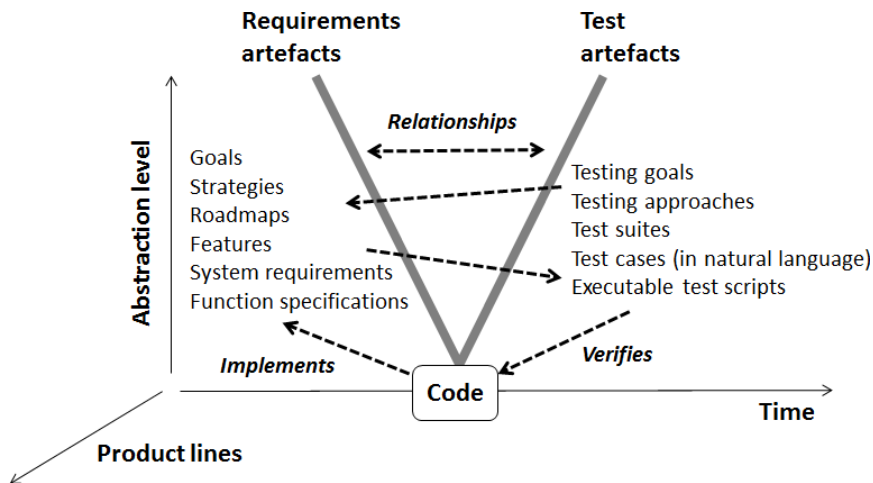 Requirements
artefacts
Test
artefacts
Relationships
Abstraction level
Goals
Strategies
Roadmaps
Features
System requirements
Function specifications
Testing goals
Testing approaches
Test suites
Test cases (in natural language)
Executable test scripts
Implements
Verifies
Code
Time
Product lines